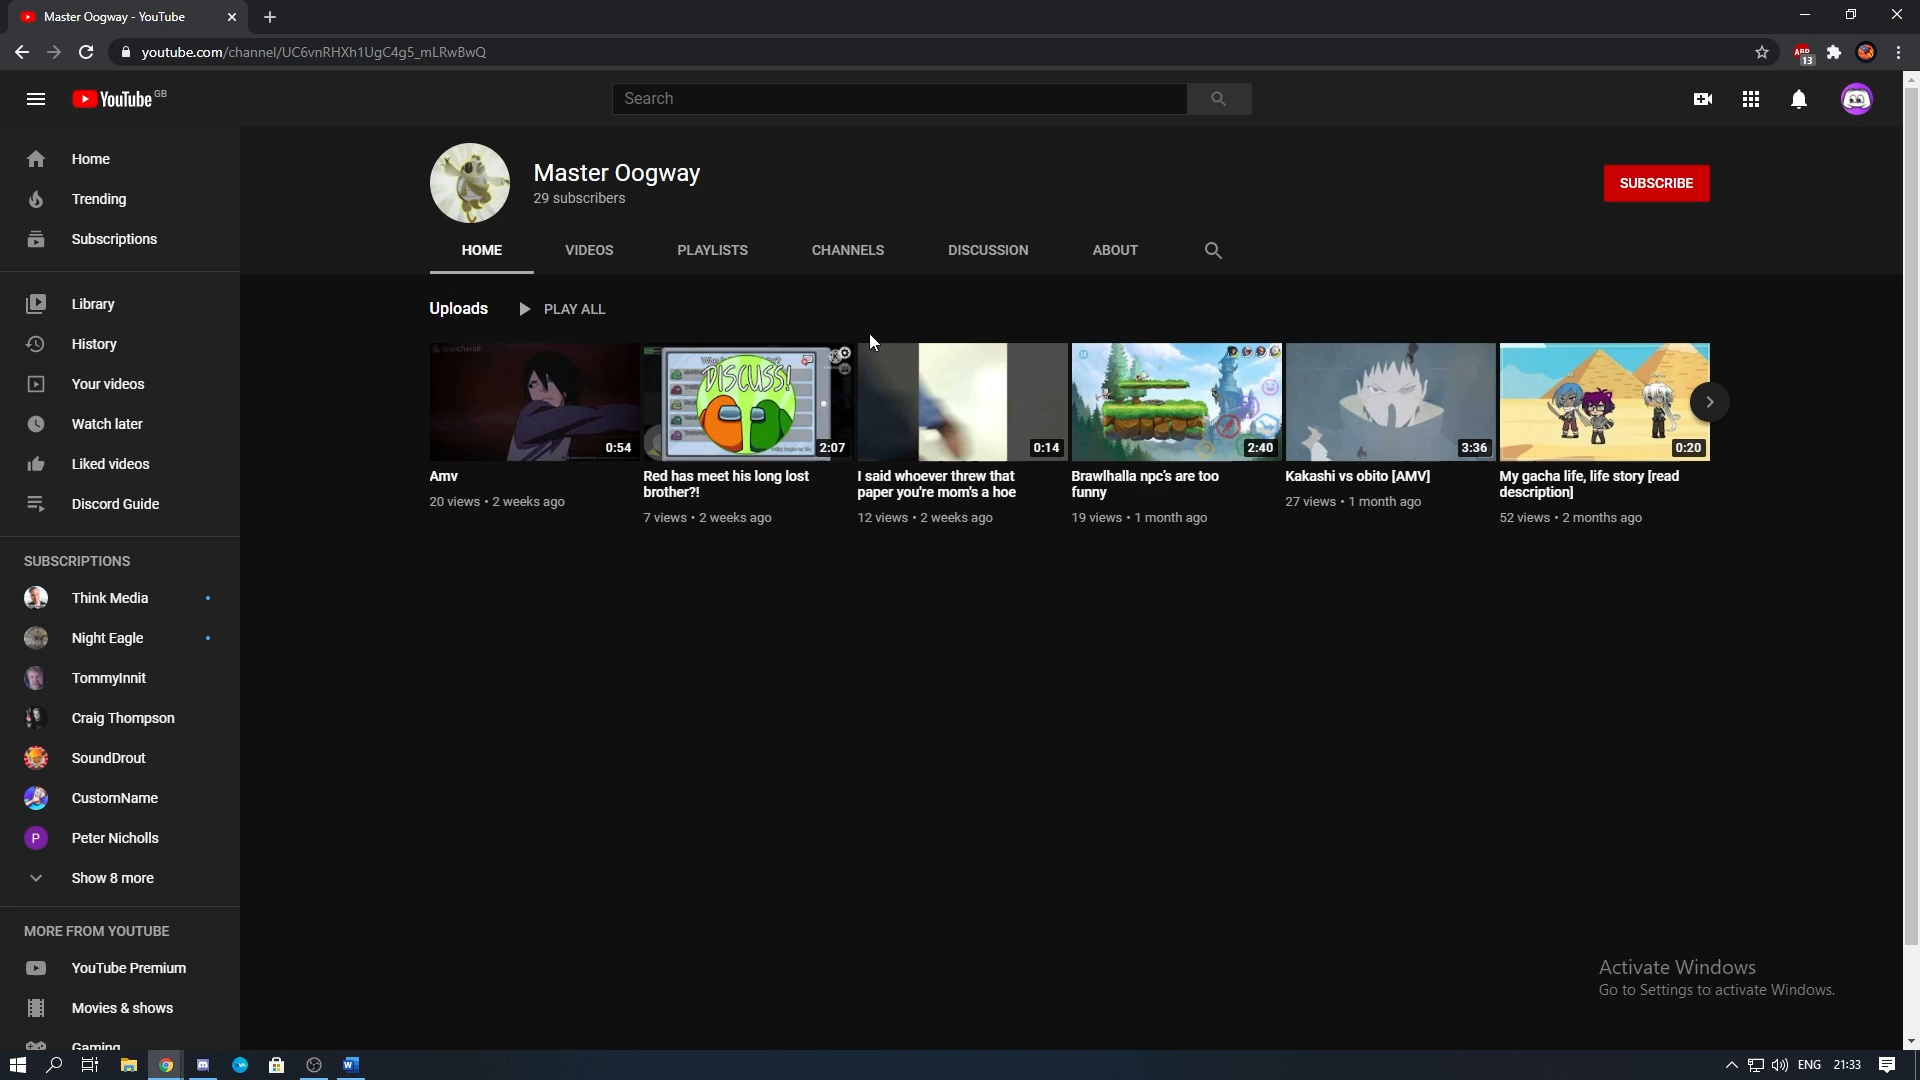 Master Oogway - YouTube
youtube.com/channel/UC6vnRHXh1UgC4g5_mLRwBwQ
ABP
13
YouTube GB
Search
Home
Trending
Subscriptions
Library
History
Your videos
Watch later
Liked videos
Discord Guide
SUBSCRIPTIONS
Think Media
Night Eagle
TommyInnit
Craig Thompson
SoundDrout
CustomName
P
Peter Nicholls
Show 8 more
MORE FROM YOUTUBE
YouTube Premium
Movies & shows
Gaming
Master Oogway
29 subscribers
SUBSCRIBE
HOME
VIDEOS
PLAYLISTS
CHANNELS
DISCUSSION
ABOUT
Uploads
PLAY ALL
crunchyroll
0:54
Amv
20 views • 2 weeks ago
DISCUSS!
2:07
Red has meet his long lost
brother?!
7 views • 2 weeks ago
0:14
I said whoever threw that
paper you're mom's a hoe
12 views • 2 weeks ago
2:40
Brawlhalla npc's are too
funny
19 views • 1 month ago
3:36
Kakashi vs obito [AMV]
27 views • 1 month ago
0:20
My gacha life, life story [read
description]
52 views • 2 months ago
Activate Windows
Go to Settings to activate Windows.
W
ENG
21:33